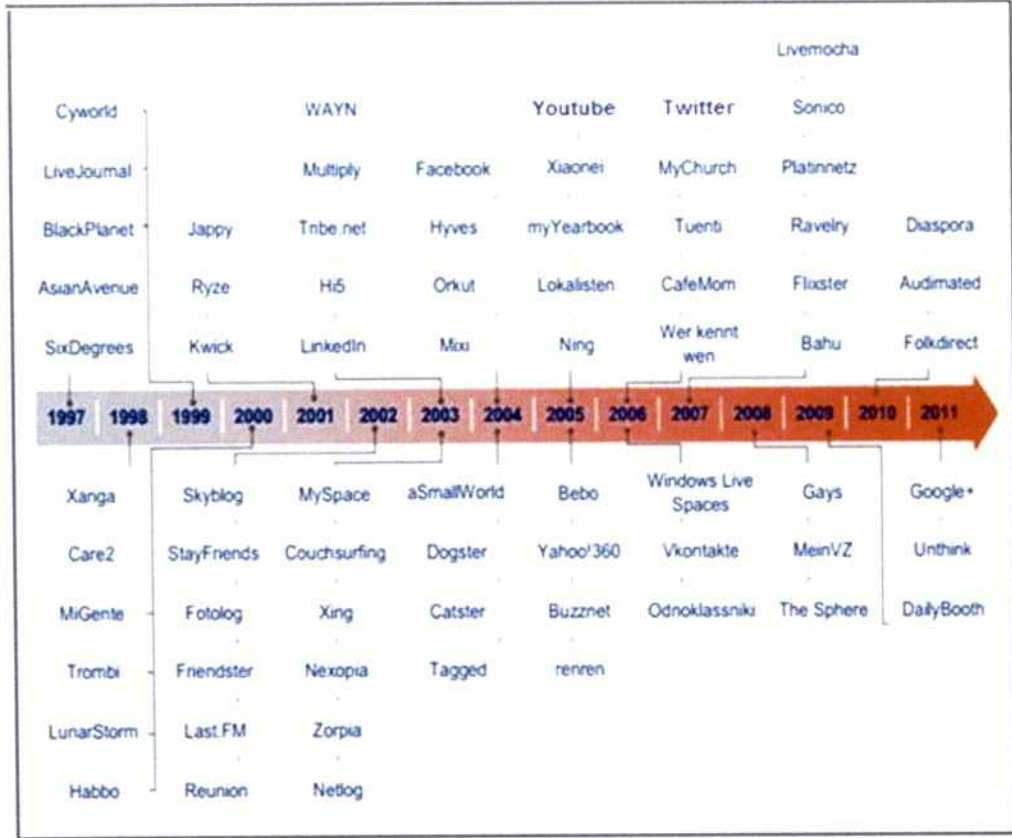 Livemocha
Cyworld WAYN Youtube Twitter Sonico
LiveJournal Multiply Facebook Xiaonei MyChurch Platinnetz
BlackPlanet Jappy Tribe.net Hyves myYearbook Tuenti Ravelry Diaspora
AsianAvenue Ryze Hi5 Orkut Lokalisten CafeMom Flixster Audimated
SixDegrees Kwick LinkedIn Mixi Ning Wer kennt Bahu Folkdirect
wen
1997 1998 1999 2000 2001 2002 2003 2004 2005 2006 2007 2008 2009 2010 2011
Xanga Skyblog MySpace aSmallWorld Bebo Windows Live Gays Google+
Spaces
Care2 StayFriends Couchsurfing Dogster Yahoo!360 Vkontakte MeinVZ Unthink
MiGente Fotolog Xing Catster Buzznet Odnoklassniki The Sphere DailyBooth
Trombi Friendster Nexopia Tagged renren
LunarStorm Last.FM Zorpia
Habbo Reunion Netlog